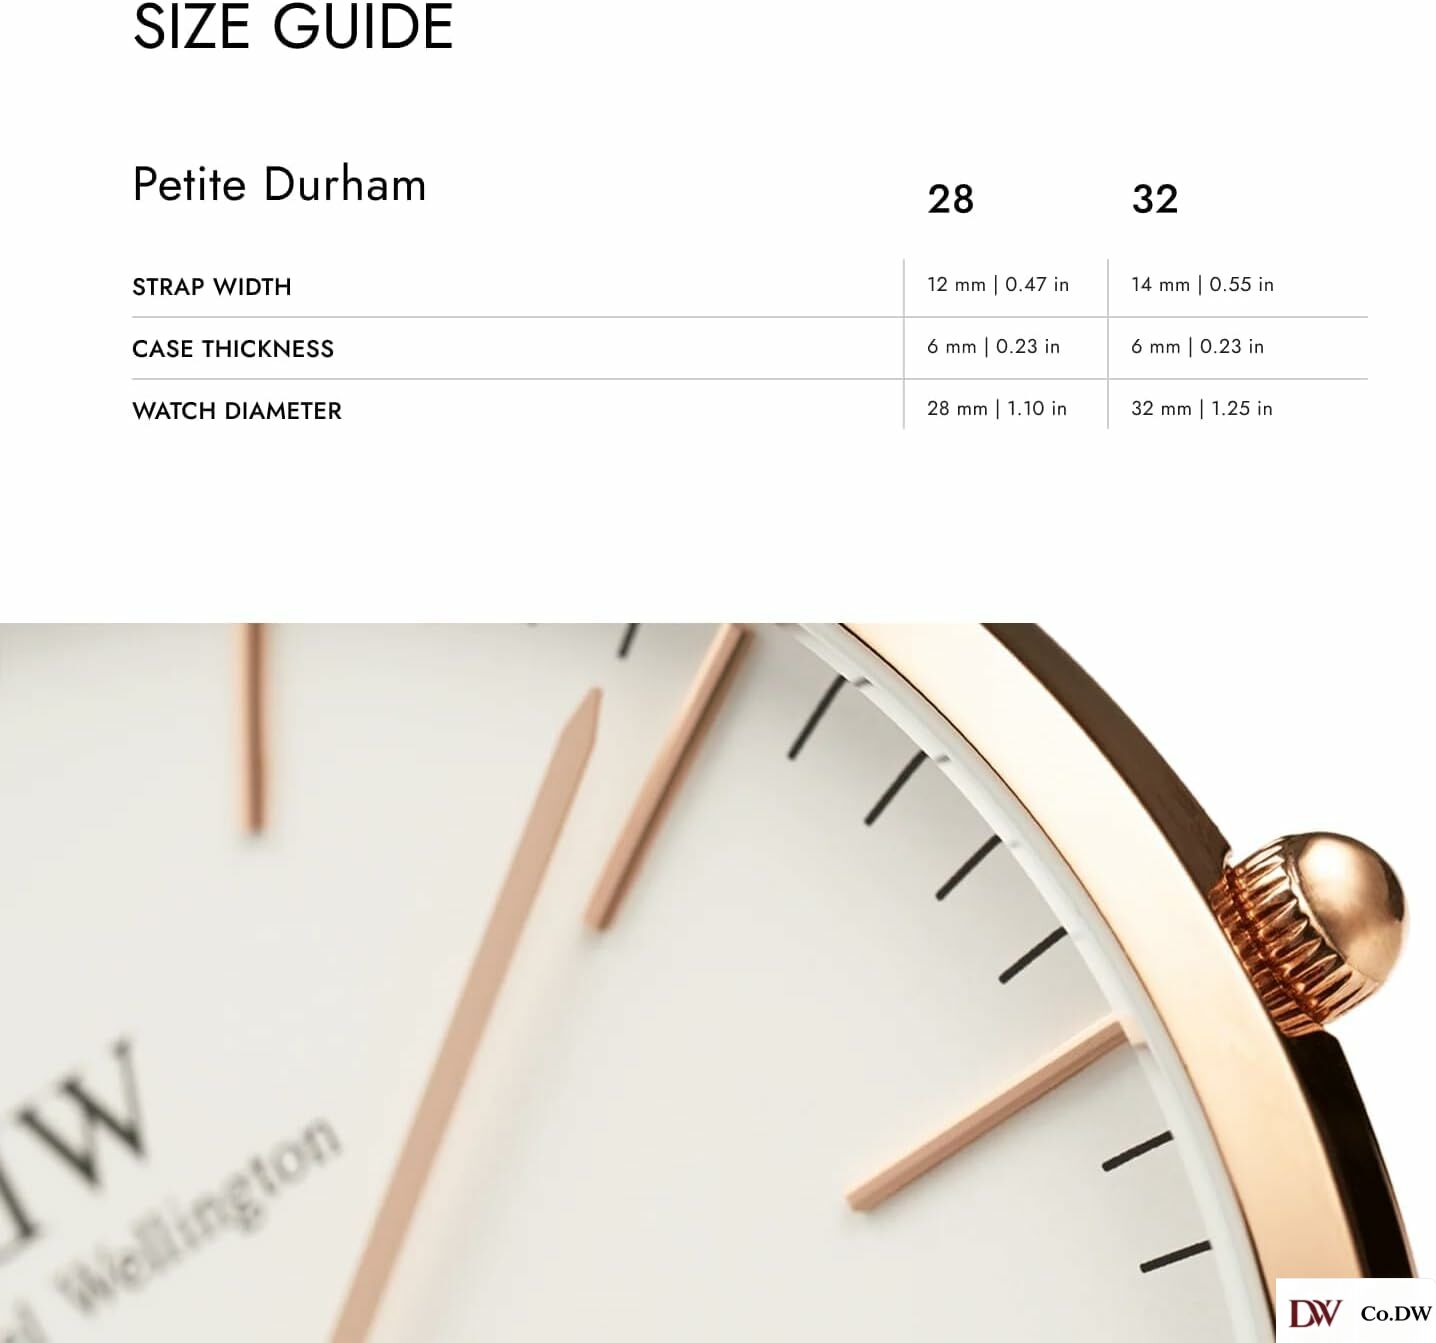 SIZE GUIDE
Petite Durham 28 32
STRAP WIDTH 12 mm | 0.47 in 14 mm | 0.55 in
CASE THICKNESS 6 mm | 0.23 in 6 mm | 0.23 in
WATCH DIAMETER 28 mm | 1.10 in 32 mm | 1.25 in
Wellington
DW Co.DW